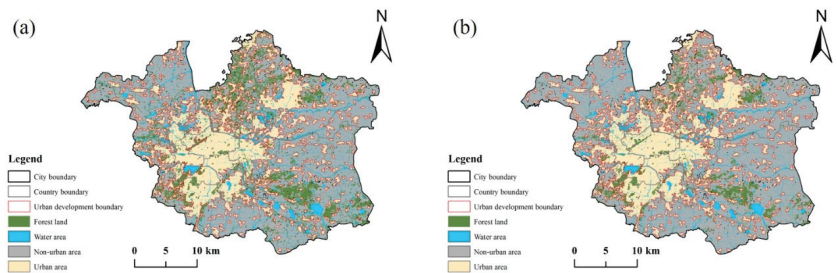 (a)
N
Legend
City boundary
Country boundary
Urban development boundary
Forest land
Water area
Non-urban area
Urban area
0 5 10 km
(b)
N
Legend
City boundary
Country boundary
Urban development boundary
Forest land
Water area
Non-urban area
Urban area
0 5 10 km